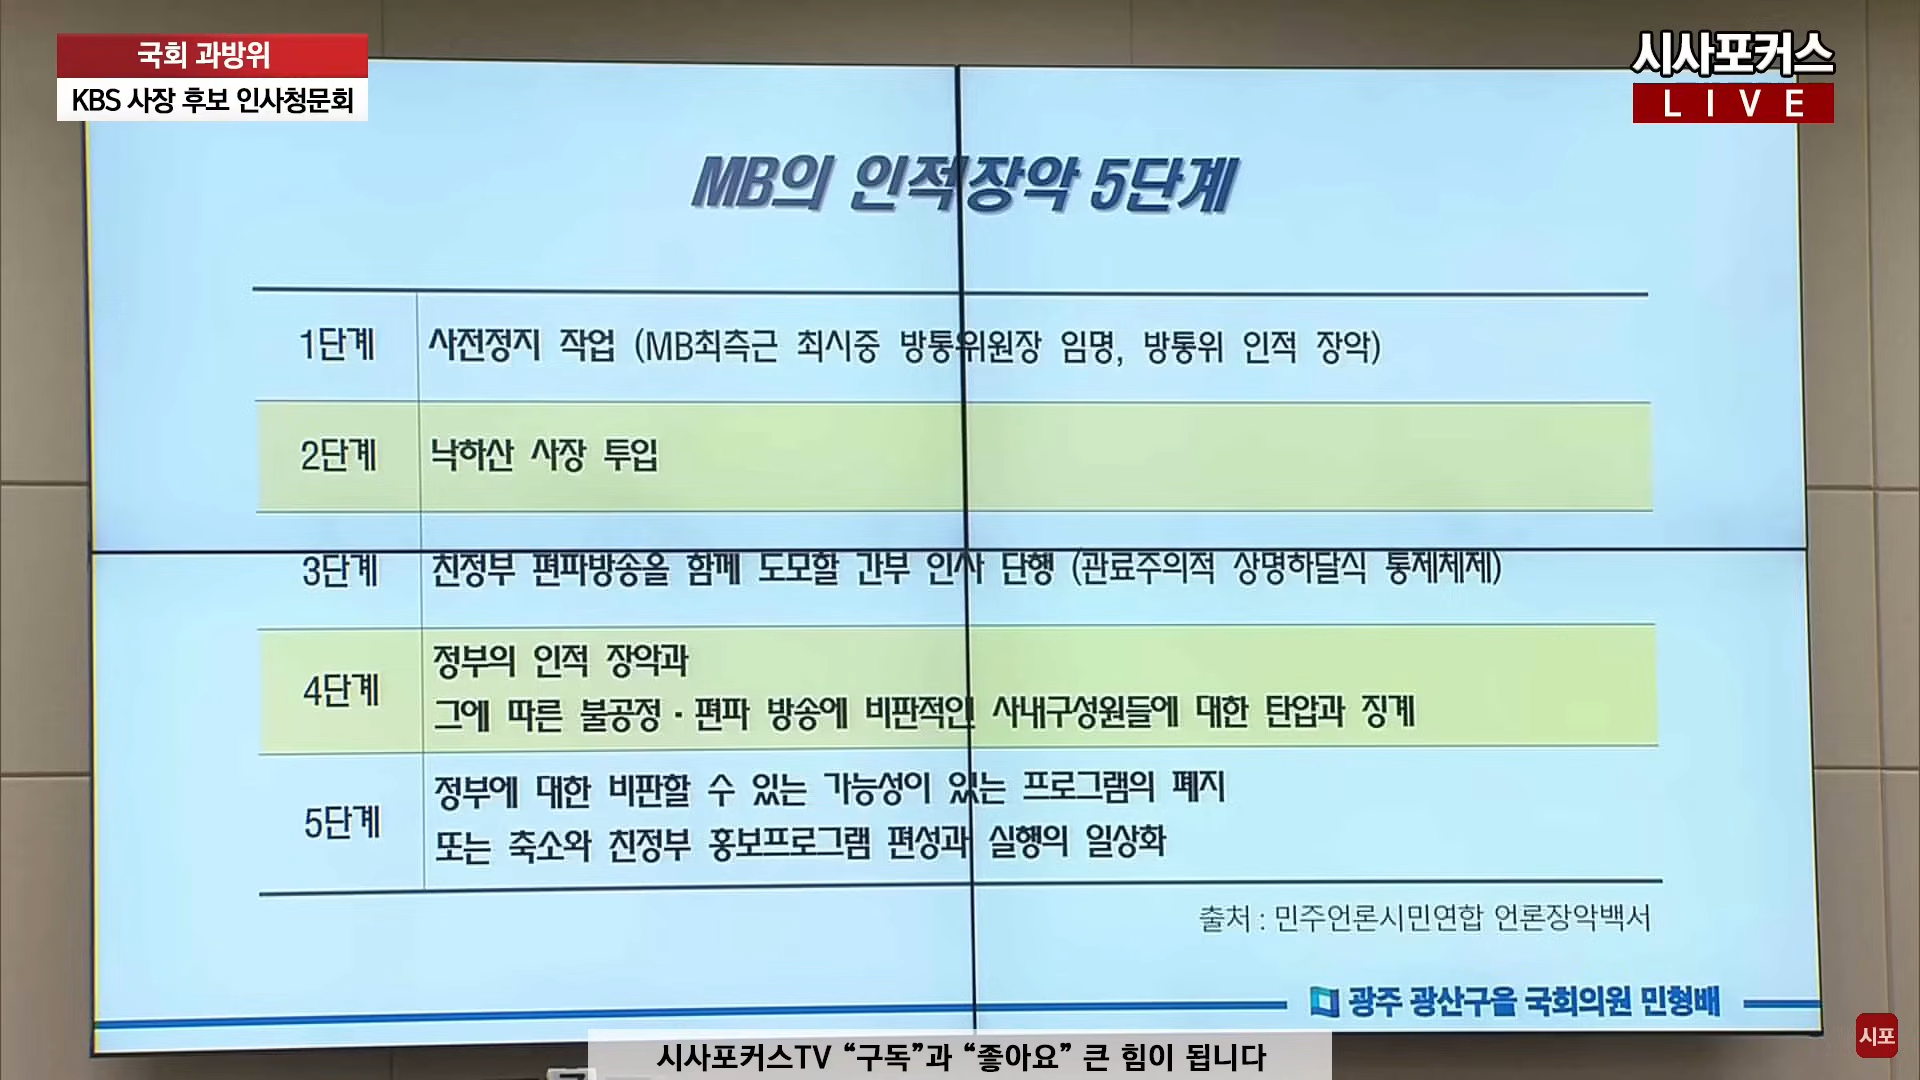 국회 과방위
KBS 사장 후보 인사청문회
시사포커스
LIVE
MB의 인적장악 5단계
1단계 사전정지 작업 (MB최측근 최시중 방통위원장 임명, 방통위 인적 장악)
2단계 낙하산 사장 투입
3단계 친정부 편파방송을 함께 도모할 간부 인사 단행 (관료주의적 상명하달식 통제체제)
4단계 정부의 인적 장악과
그에 따른 불공정·편파 방송에 비판적인 사내구성원들에 대한 탄압과 징계
5단계 정부에 대한 비판할 수 있는 가능성이 있는 프로그램의 폐지
또는 축소와 친정부 홍보프로그램 편성과 실행의 일상화
출처 : 민주언론시민연합 언론장악백서
광주 광산구을 국회의원 민형배
시사포커스TV “구독”과 “좋아요” 큰 힘이 됩니다
시포